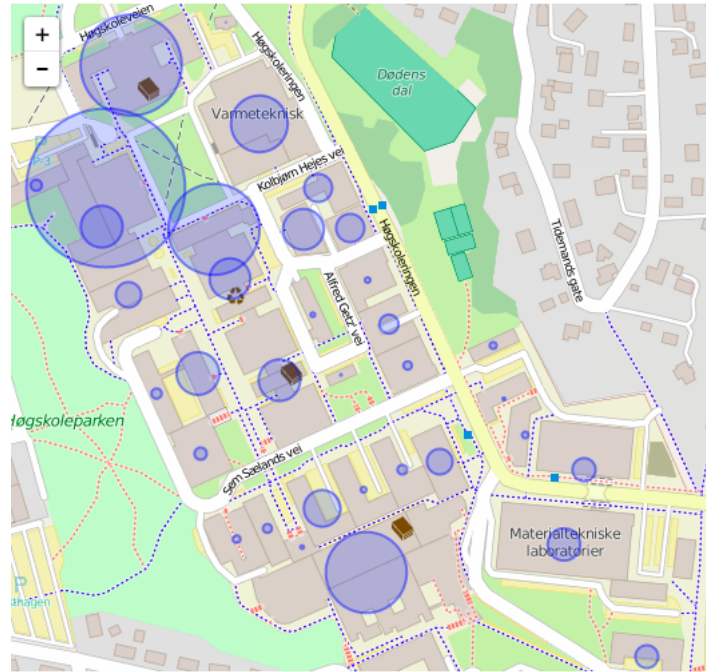 +
-
Høgskoleveien
Høgskoleringen
Dødens
dal
Varmeteknisk
P 3
Kolbjørn Hejes vei
Høgskoleringen
Tidemands gate
Alfred Getz' vei
Høgskoleparken
Sem Sælands vei
Materialtekniske
laboratorier
P